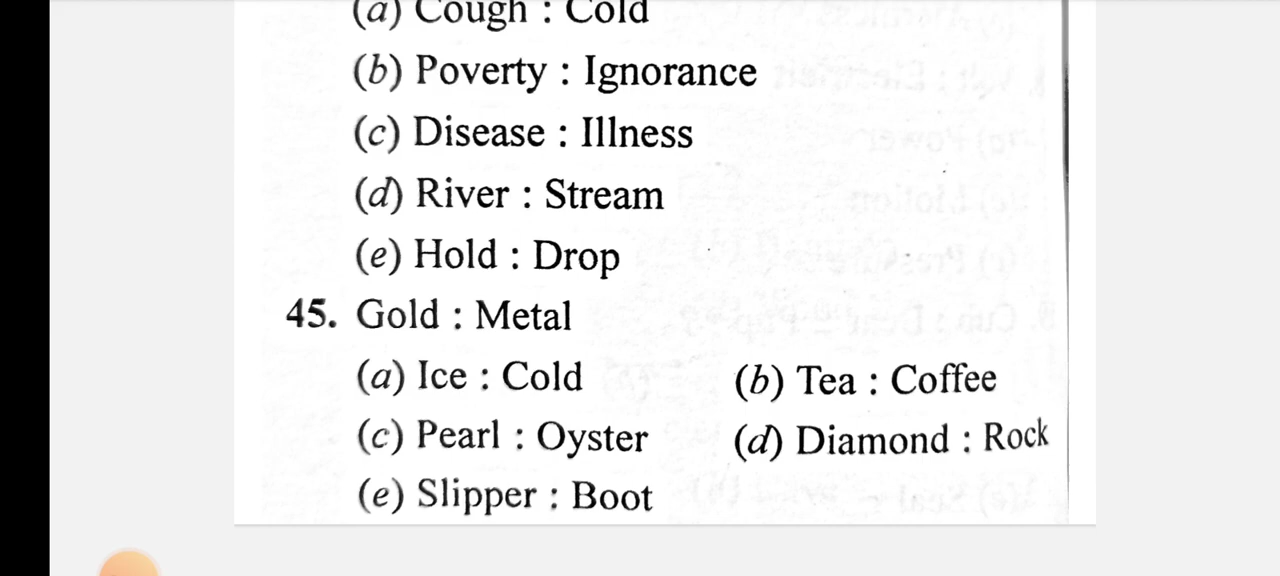 (a) Cough : Cold
(b) Poverty : Ignorance
(c) Disease : Illness
(d) River : Stream
(e) Hold : Drop
45. Gold : Metal
(a) Ice : Cold (b) Tea : Coffee
(c) Pearl : Oyster (d) Diamond : Rock
(e) Slipper : Boot